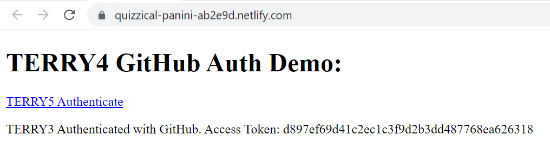 quizzical-panini-ab2e9d.netlify.com
TERRY4 GitHub Auth Demo:
TERRY5 Authenticate
TERRY3 Authenticated with GitHub. Access Token: d897ef69d41c2ec1c3f9d2b3dd487768ea626318